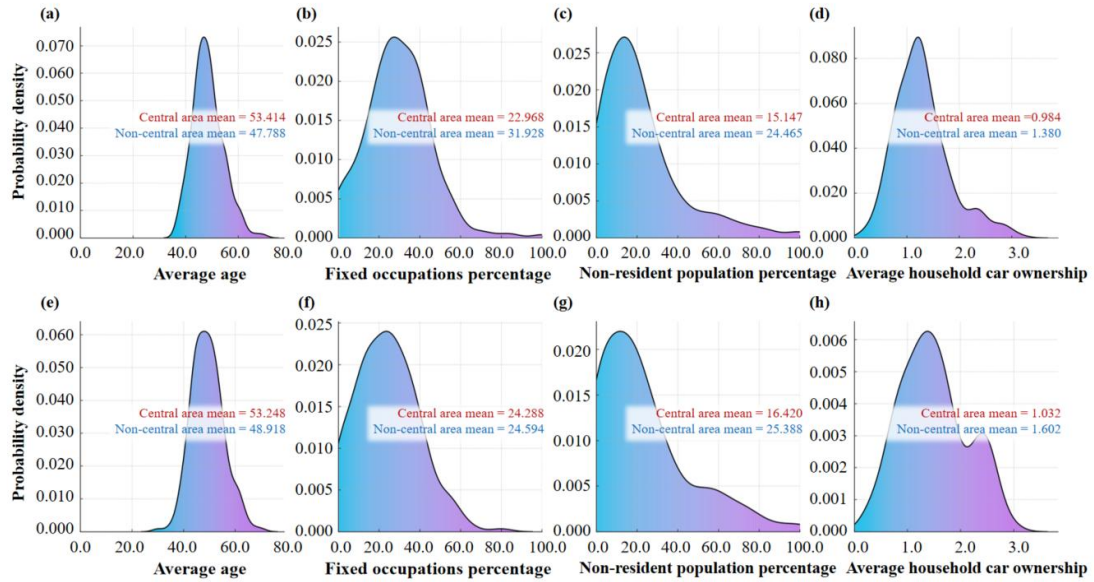 (a)
(b)
(c)
(d)
Probability density
0.070
0.060
0.050
0.040
0.030
0.020
0.010
0.000
Central area mean = 53.414
Non-central area mean = 47.788
0.0 20.0 40.0 60.0 80.0
Average age
0.025
0.020
0.015
0.010
0.005
0.000
Central area mean = 22.968
Non-central area mean = 31.928
0.0 20.0 40.0 60.0 80.0 100.0
Fixed occupations percentage
0.025
0.020
0.015
0.010
0.005
0.000
Central area mean = 15.147
Non-central area mean = 24.465
0.0 20.0 40.0 60.0 80.0 100.0
Non-resident population percentage
0.080
0.060
0.040
0.020
0.000
Central area mean =0.984
Non-central area mean = 1.380
0.0 1.0 2.0 3.0
Average household car ownership
(e)
(f)
(g)
(h)
Probability density
0.060
0.050
0.040
0.030
0.020
0.010
0.000
Central area mean = 53.248
Non-central area mean = 48.918
0.0 20.0 40.0 60.0 80.0
Average age
0.025
0.020
0.015
0.010
0.005
0.000
Central area mean = 24.288
Non-central area mean = 24.594
0.0 20.0 40.0 60.0 80.0 100.0
Fixed occupations percentage
0.020
0.015
0.010
0.005
0.000
Central area mean = 16.420
Non-central area mean = 25.388
0.0 20.0 40.0 60.0 80.0 100.0
Non-resident population percentage
0.006
0.005
0.004
0.003
0.002
0.001
0.000
Central area mean = 1.032
Non-central area mean = 1.602
0.0 1.0 2.0 3.0
Average household car ownership